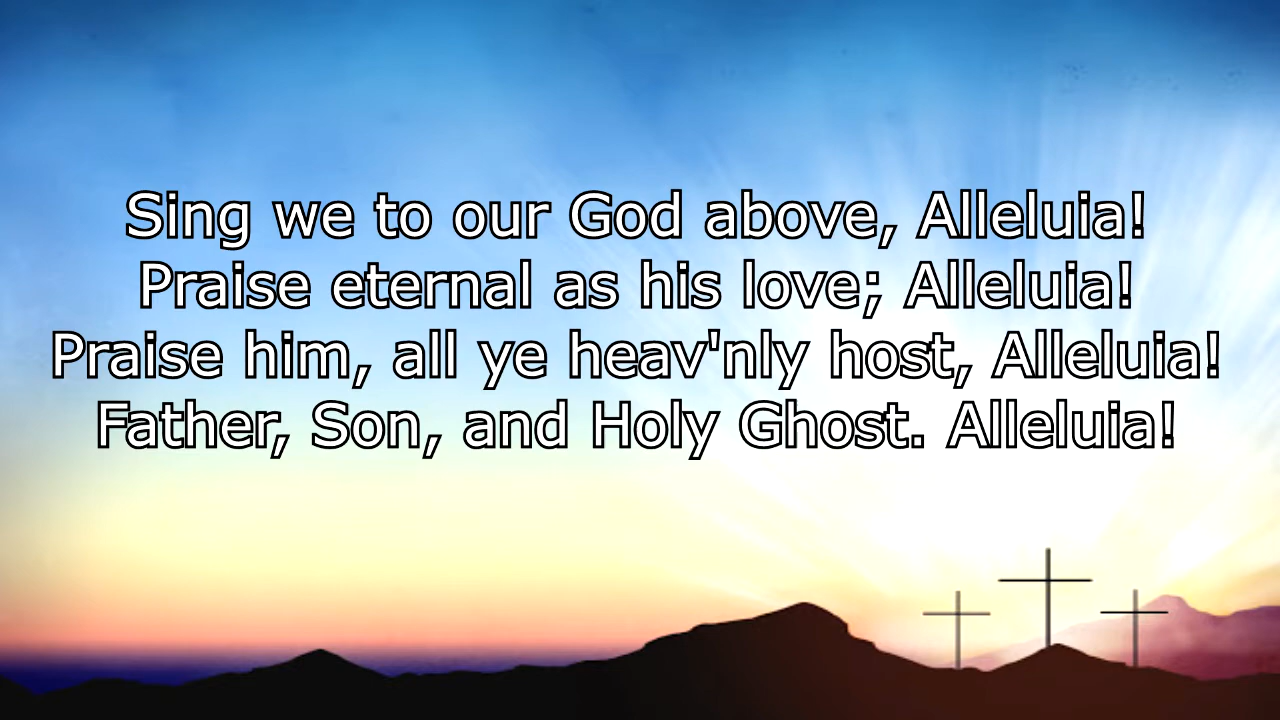 Sing we to our God above, Alleluia!
Praise eternal as his love; Alleluia!
Praise him, all ye heav'nly host, Alleluia!
Father, Son, and Holy Ghost. Alleluia!